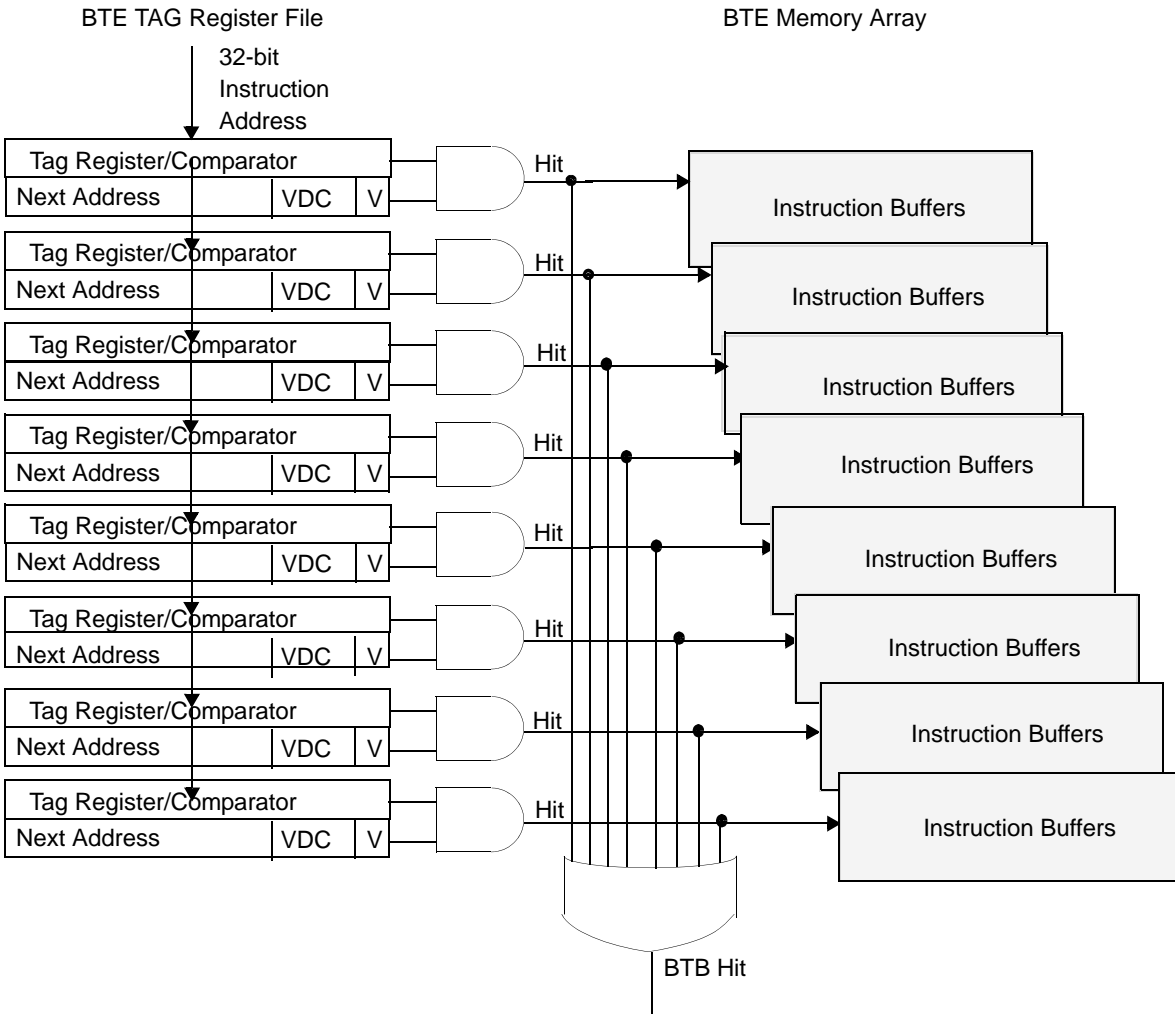 BTE TAG Register File
BTE Memory Array
32-bit
Instruction
Address
Tag Register/Comparator
Next Address VDC V
Hit
Instruction Buffers
Tag Register/Comparator
Next Address VDC V
Hit
Instruction Buffers
Tag Register/Comparator
Next Address VDC V
Hit
Instruction Buffers
Tag Register/Comparator
Next Address VDC V
Hit
Instruction Buffers
Tag Register/Comparator
Next Address VDC V
Hit
Instruction Buffers
Tag Register/Comparator
Next Address VDC V
Hit
Instruction Buffers
Tag Register/Comparator
Next Address VDC V
Hit
Instruction Buffers
Tag Register/Comparator
Next Address VDC V
Hit
Instruction Buffers
BTB Hit